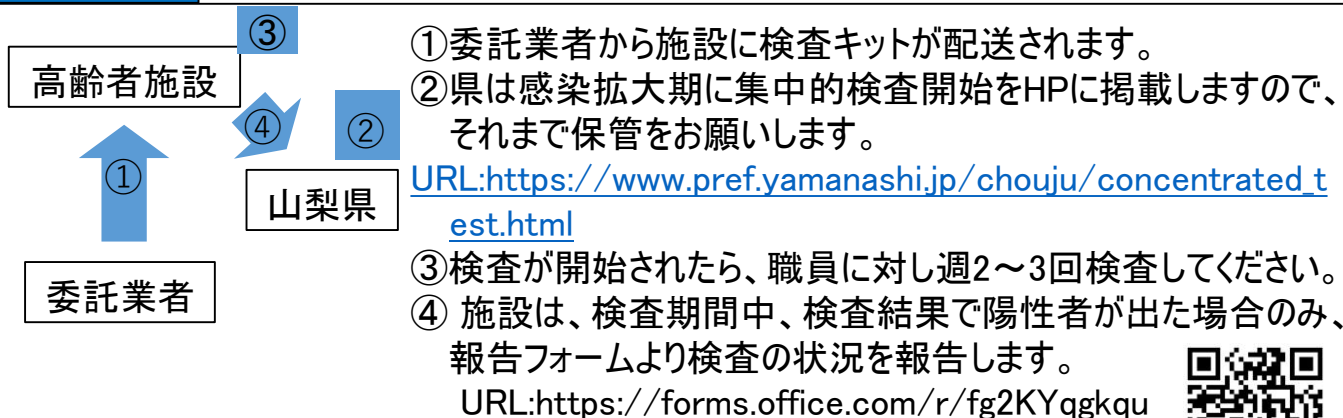 ③
高齢者施設
④
②
①
山梨県
委託業者
①委託業者から施設に検査キットが配送されます。
②県は感染拡大期に集中的検査開始をHPに掲載しますので、
それまで保管をお願いします。
URL:https://www.pref.yamanashi.jp/chouju/concentrated_t
est.html
③検査が開始されたら、職員に対し週2～3回検査してください。
④ 施設は、検査期間中、検査結果で陽性者が出た場合のみ、
報告フォームより検査の状況を報告します。
URL:https://forms.office.com/r/fg2KYqgkqu